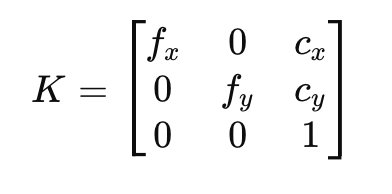 K = [ f_x 0 c_x
0 f_y c_y
0 0 1 ]